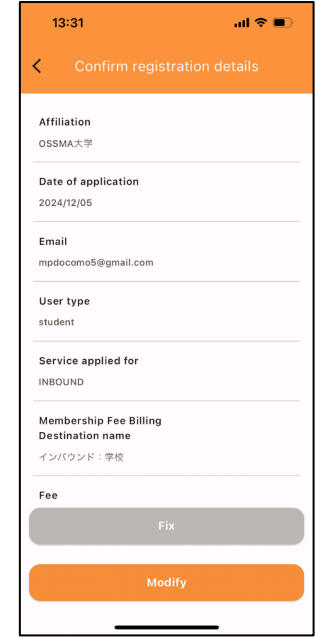 13:31
Confirm registration details
Affiliation
OSSMA大学
Date of application
2024/12/05
Email
mpdocomo5@gmail.com
User type
student
Service applied for
INBOUND
Membership Fee Billing
Destination name
インバウンド：学校
Fee
Fix
Modify